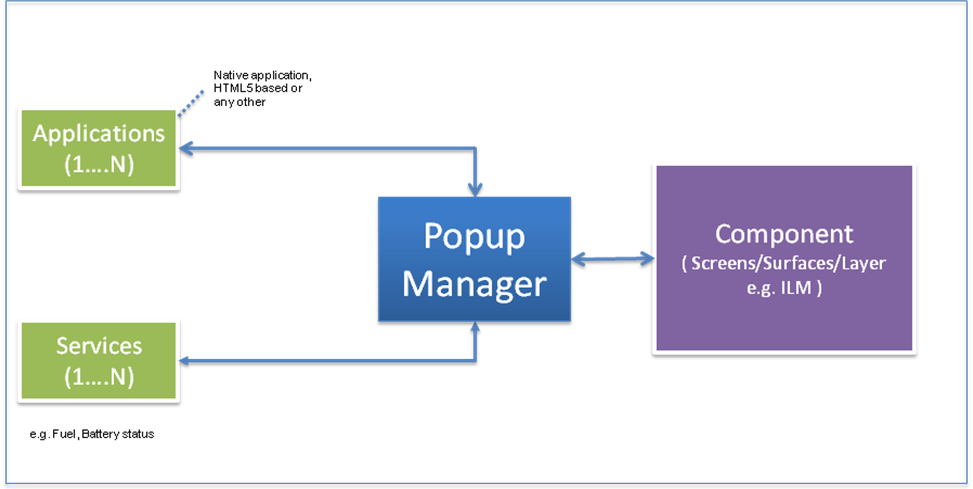 Native application,
HTML5 based or
any other
Applications
(1....N)
Popup
Manager
Component
( Screens/Surfaces/Layer
e.g. ILM )
Services
(1....N)
e.g. Fuel, Battery status